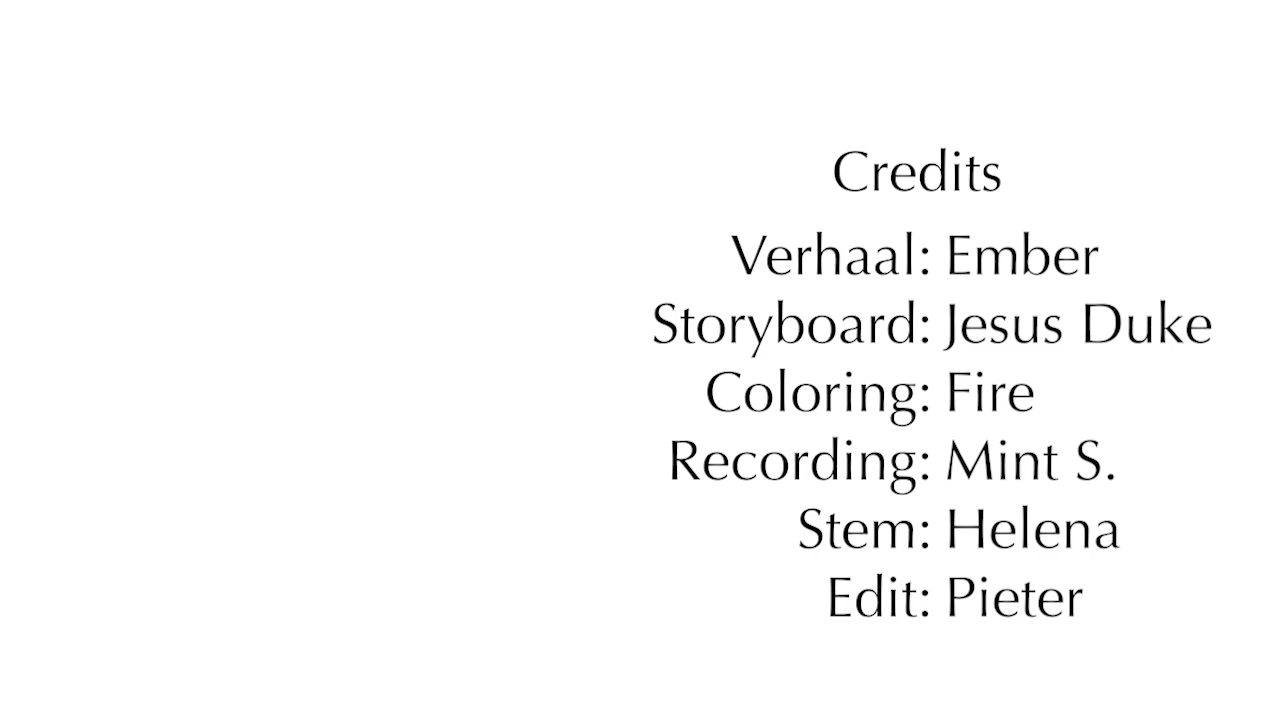 Credits
Verhaal: Ember
Storyboard: Jesus Duke
Coloring: Fire
Recording: Mint S.
Stem: Helena
Edit: Pieter